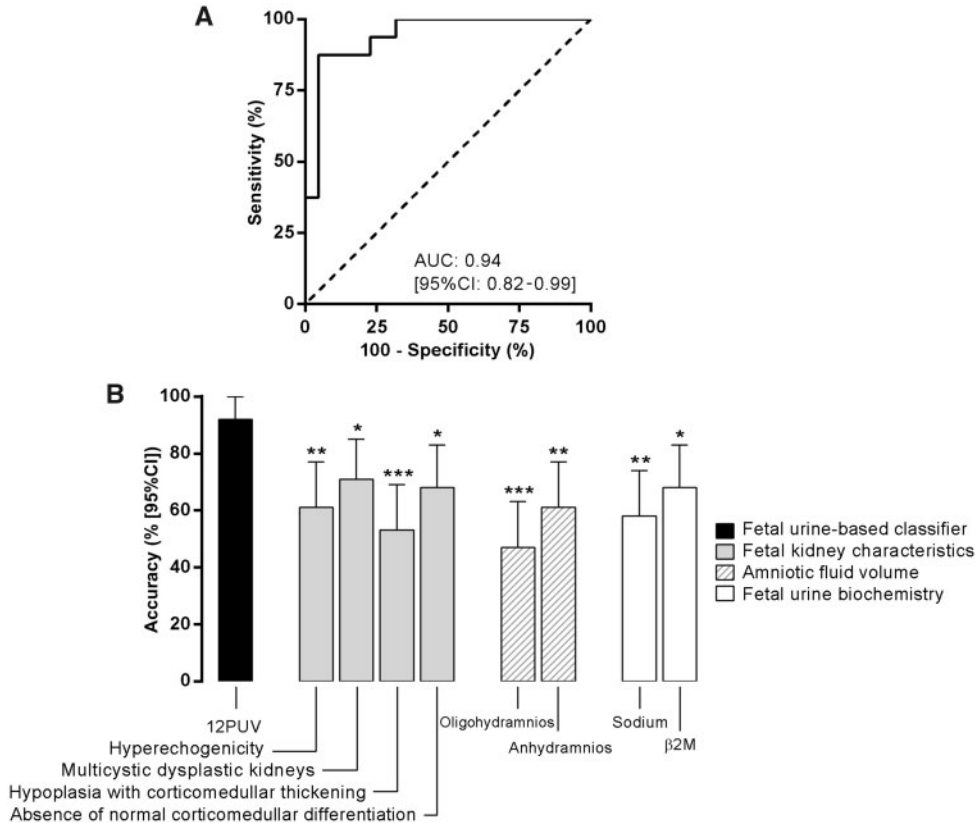 A
100
75
50
25
0
Sensitivity (%)
AUC: 0.94
[95%CI: 0.82-0.99]
0 25 50 75 100
100 - Specificity (%)
B
100
80
60
40
20
0
Accuracy (% [95%CI])
** * *** * *** ** ** *
Fetal urine-based classifier
Fetal kidney characteristics
Amniotic fluid volume
Fetal urine biochemistry
12PUV
Hyperechogenicity
Multicystic dysplastic kidneys
Hypoplasia with corticomedullar thickening
Absence of normal corticomedullar differentiation
Oligohydramnios
Anhydramnios
Sodium
β2M